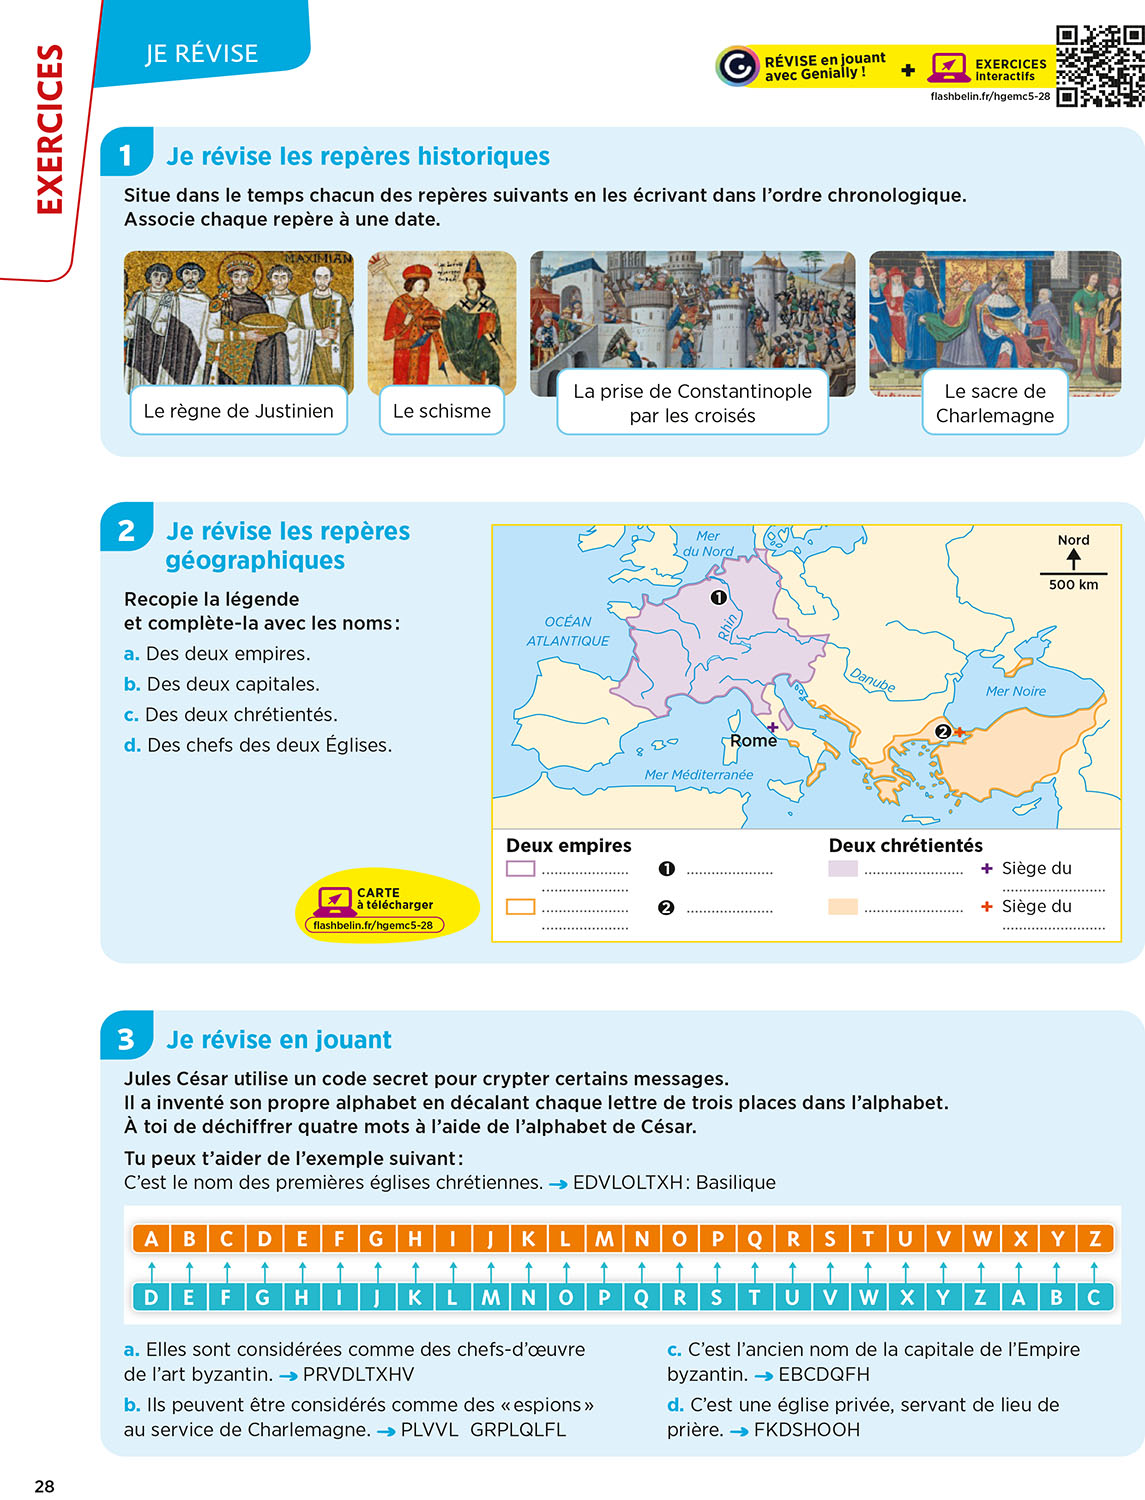 EXERCICES
JE RÉVISE
RÉVISE en jouant
avec Genially !
+
EXERCICES
interactifs
flashbelin.fr/hgemc5-28
1 Je révise les repères historiques
Situe dans le temps chacun des repères suivants en les écrivant dans l'ordre chronologique.
Associe chaque repère à une date.
MAXIMIAN
Le règne de Justinien
Le schisme
La prise de Constantinople
par les croisés
Le sacre de
Charlemagne
2 Je révise les repères
géographiques
Recopie la légende
et complète-la avec les noms :
a. Des deux empires.
b. Des deux capitales.
c. Des deux chrétientés.
d. Des chefs des deux Églises.
CARTE
à télécharger
flashbelin.fr/hgemc5-28
Mer
du Nord
Nord
500 km
1
OCÉAN
ATLANTIQUE
Rhin
Danube
Mer Noire
2
Rome
Mer Méditerranée
Deux empires
Deux chrétientés
..................... 1 ..................... ........................ + Siège du
..................... .........................
..................... 2 ..................... ........................ + Siège du
..................... .........................
3 Je révise en jouant
Jules César utilise un code secret pour crypter certains messages.
Il a inventé son propre alphabet en décalant chaque lettre de trois places dans l'alphabet.
À toi de déchiffrer quatre mots à l'aide de l'alphabet de César.
Tu peux t'aider de l'exemple suivant :
C'est le nom des premières églises chrétiennes. → EDVLOLTXH : Basilique
A B C D E F G H I J K L M N O P Q R S T U V W X Y Z
D E F G H I J K L M N O P Q R S T U V W X Y Z A B C
a. Elles sont considérées comme des chefs-d'œuvre
de l'art byzantin. → PRVDLTXHV
b. Ils peuvent être considérés comme des « espions »
au service de Charlemagne. → PLVVL GRPLQLFL
c. C'est l'ancien nom de la capitale de l'Empire
byzantin. → EBCDQFH
d. C'est une église privée, servant de lieu de
prière. → FKDSHOOH
28